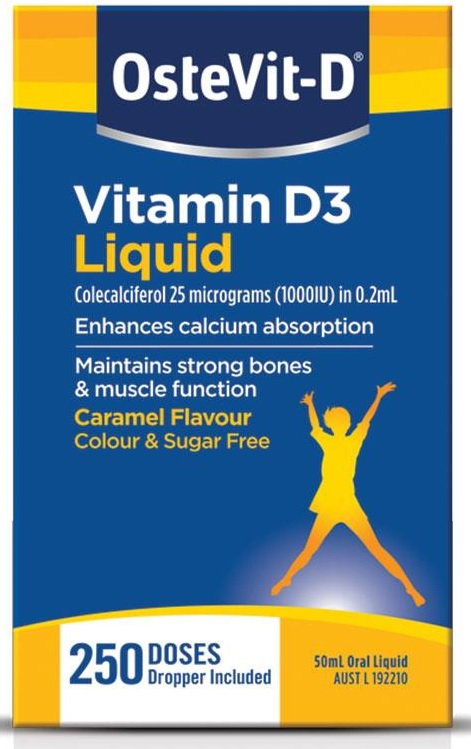 OsteVit-D®
Vitamin D3
Liquid
Colecalciferol 25 micrograms (1000IU) in 0.2mL
Enhances calcium absorption
Maintains strong bones
& muscle function
Caramel Flavour
Colour & Sugar Free
250 DOSES
Dropper Included
50mL Oral Liquid
AUST L 192210